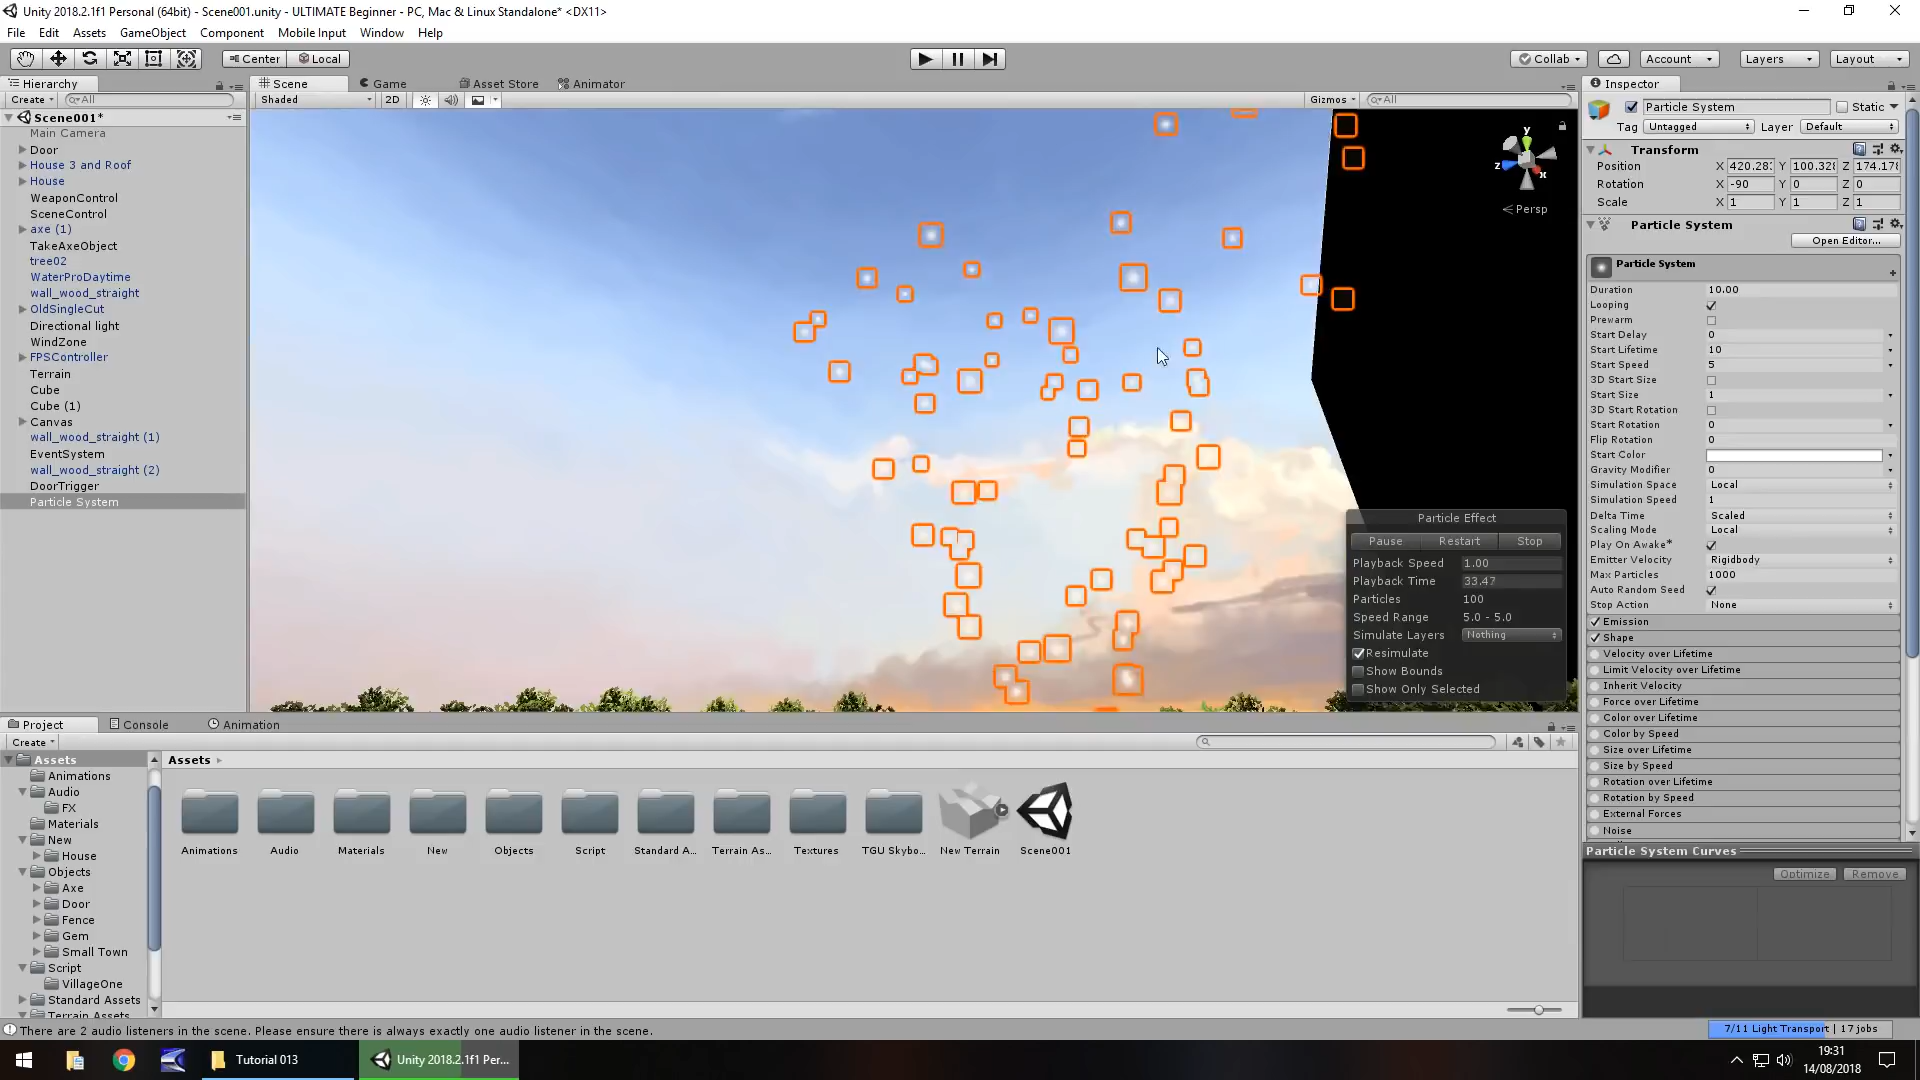 Unity 2018.2.1f1 Personal (64bit) - Scene001.unity - ULTIMATE Beginner - PC, Mac & Linux Standalone* <DX11>
File Edit Assets GameObject Component Mobile Input Window Help
Center Local Collab Account Layers Layout
Hierarchy
Create All
Scene001*
Main Camera
Door
House 3 and Roof
House
WeaponControl
SceneControl
axe (1)
TakeAxeObject
tree02
WaterProDaytime
wall_wood_straight
OldSingleCut
Directional light
WindZone
FPSController
Terrain
Cube
Cube (1)
Canvas
wall_wood_straight (1)
EventSystem
wall_wood_straight (2)
DoorTrigger
Particle System
Scene Game Asset Store Animator
Shaded 2D Gizmos All
y
z
x
Persp
Particle Effect
Pause Restart Stop
Playback Speed 1.00
Playback Time 33.47
Particles 100
Speed Range 5.0 - 5.0
Simulate Layers Nothing
Resimulate
Show Bounds
Show Only Selected
Inspector
Particle System Static
Tag Untagged Layer Default
Transform
Position X 420.28 Y 100.32 Z 174.17
Rotation X -90 Y 0 Z 0
Scale X 1 Y 1 Z 1
Particle System
Open Editor...
Particle System
Duration 10.00
Looping
Prewarm
Start Delay 0
Start Lifetime 10
Start Speed 5
3D Start Size
Start Size 1
3D Start Rotation
Start Rotation 0
Flip Rotation 0
Start Color
Gravity Modifier 0
Simulation Space Local
Simulation Speed 1
Delta Time Scaled
Scaling Mode Local
Play On Awake*
Emitter Velocity Rigidbody
Max Particles 1000
Auto Random Seed
Stop Action None
Emission
Shape
Velocity over Lifetime
Limit Velocity over Lifetime
Inherit Velocity
Force over Lifetime
Color over Lifetime
Color by Speed
Size over Lifetime
Size by Speed
Rotation over Lifetime
Rotation by Speed
External Forces
Noise
Particle System Curves
Optimize Remove
Project Console Animation
Create
Assets
Animations
Audio
FX
Materials
New
House
Objects
Axe
Door
Fence
Gem
Small Town
Script
VillageOne
Standard Assets
Terrain Assets
Assets
Animations Audio Materials New Objects Script Standard A... Terrain As... Textures TGU Skybo... New Terrain Scene001
There are 2 audio listeners in the scene. Please ensure there is always exactly one audio listener in the scene.
7/11 Light Transport | 17 jobs
Tutorial 013
Unity 2018.2.1f1 Per...
19:31
14/08/2018